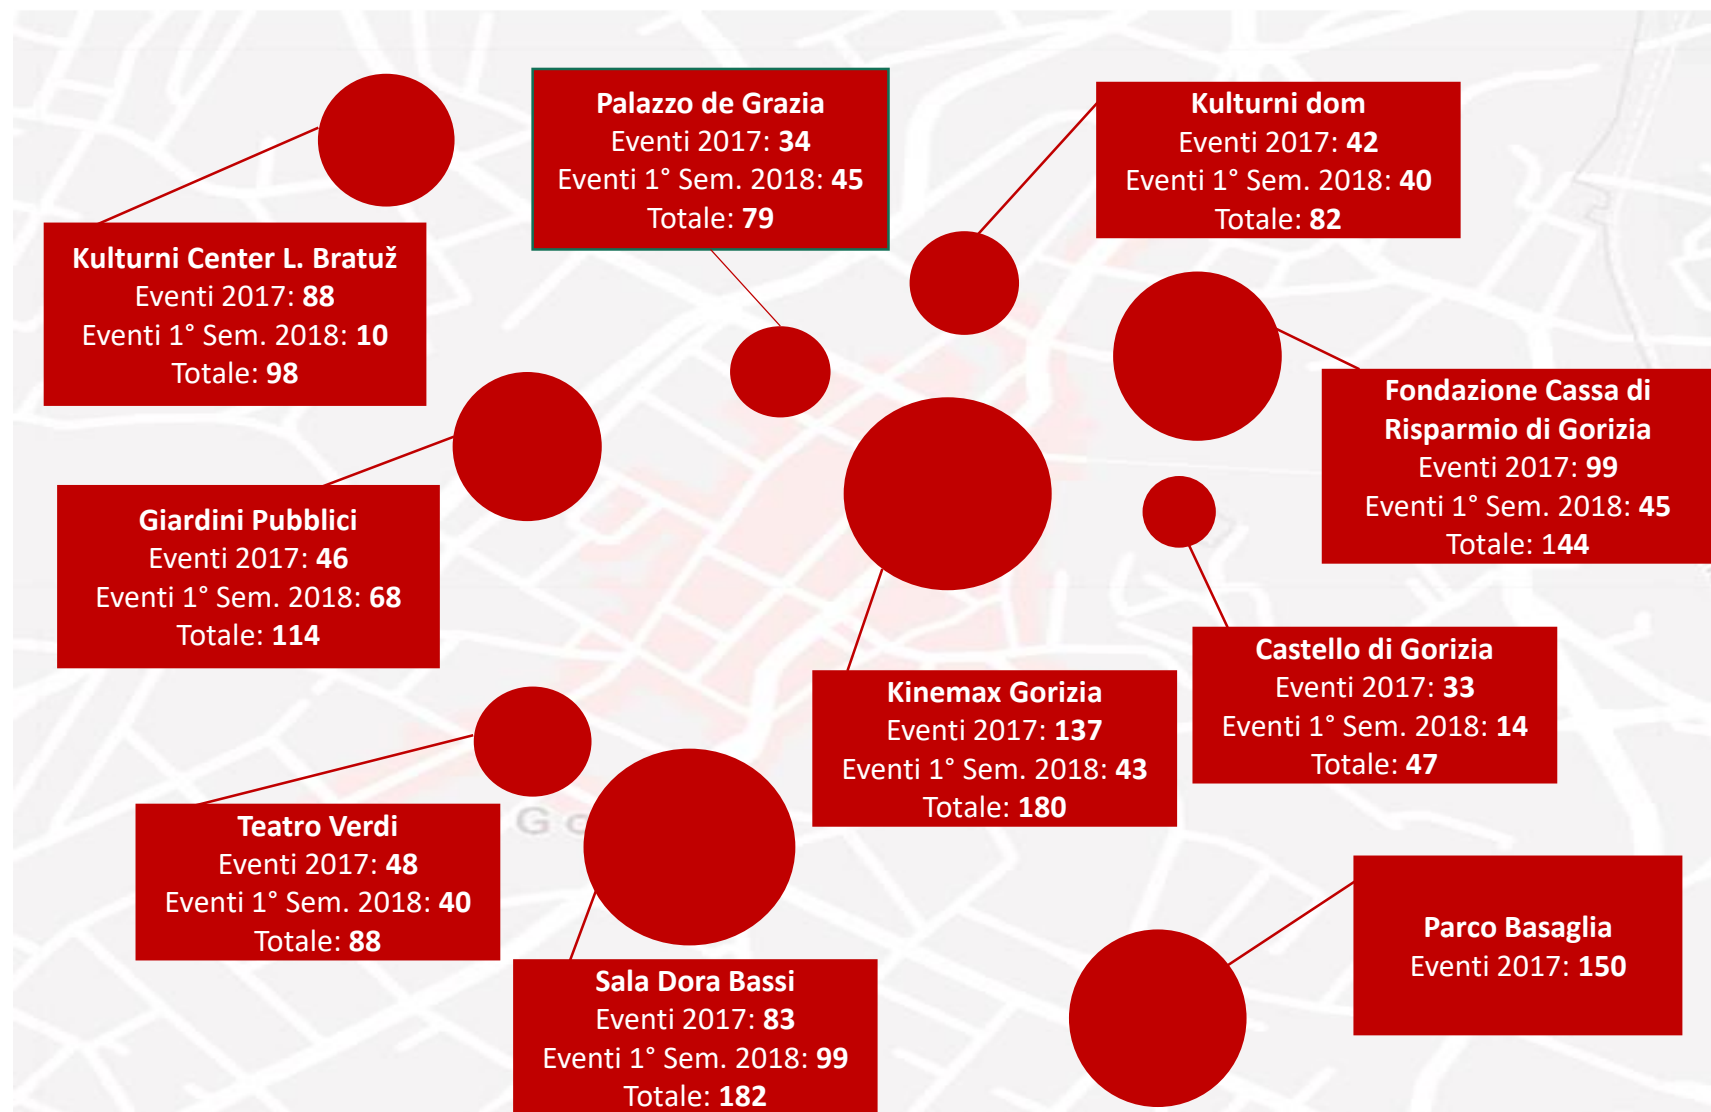 Palazzo de Grazia
Eventi 2017: 34
Eventi 1° Sem. 2018: 45
Totale: 79
Kulturni dom
Eventi 2017: 42
Eventi 1° Sem. 2018: 40
Totale: 82
Kulturni Center L. Bratuž
Eventi 2017: 88
Eventi 1° Sem. 2018: 10
Totale: 98
Fondazione Cassa di
Risparmio di Gorizia
Eventi 2017: 99
Eventi 1° Sem. 2018: 45
Totale: 144
Giardini Pubblici
Eventi 2017: 46
Eventi 1° Sem. 2018: 68
Totale: 114
Castello di Gorizia
Eventi 2017: 33
Eventi 1° Sem. 2018: 14
Totale: 47
Kinemax Gorizia
Eventi 2017: 137
Eventi 1° Sem. 2018: 43
Totale: 180
Teatro Verdi
Eventi 2017: 48
Eventi 1° Sem. 2018: 40
Totale: 88
Sala Dora Bassi
Eventi 2017: 83
Eventi 1° Sem. 2018: 99
Totale: 182
Parco Basaglia
Eventi 2017: 150